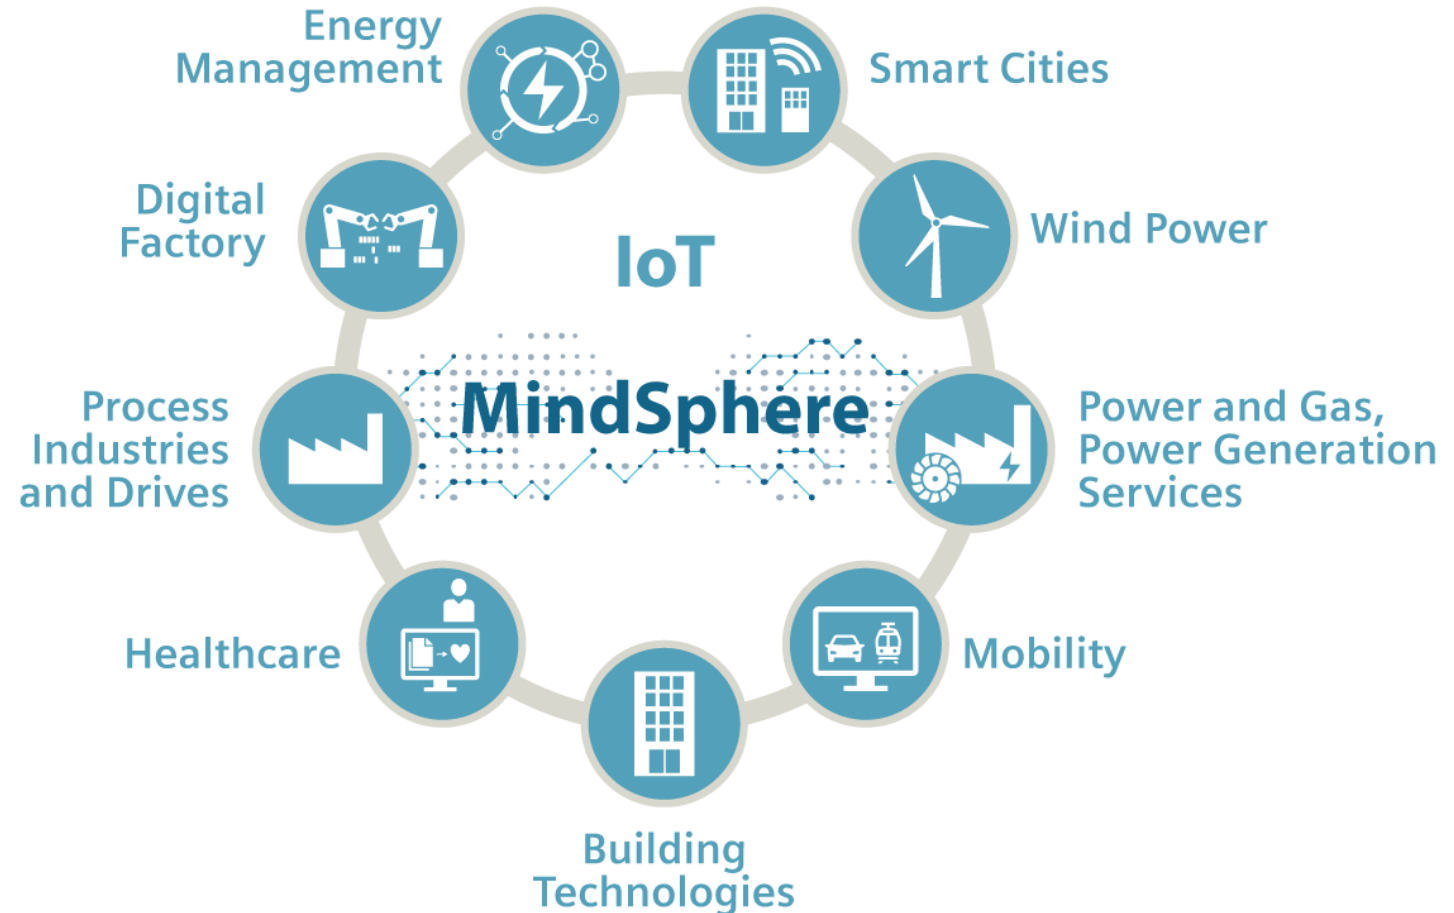 Energy
Management
Smart Cities
Digital
Factory
Wind Power
IoT
MindSphere
Process
Industries
and Drives
Power and Gas,
Power Generation
Services
Healthcare
Mobility
Building
Technologies